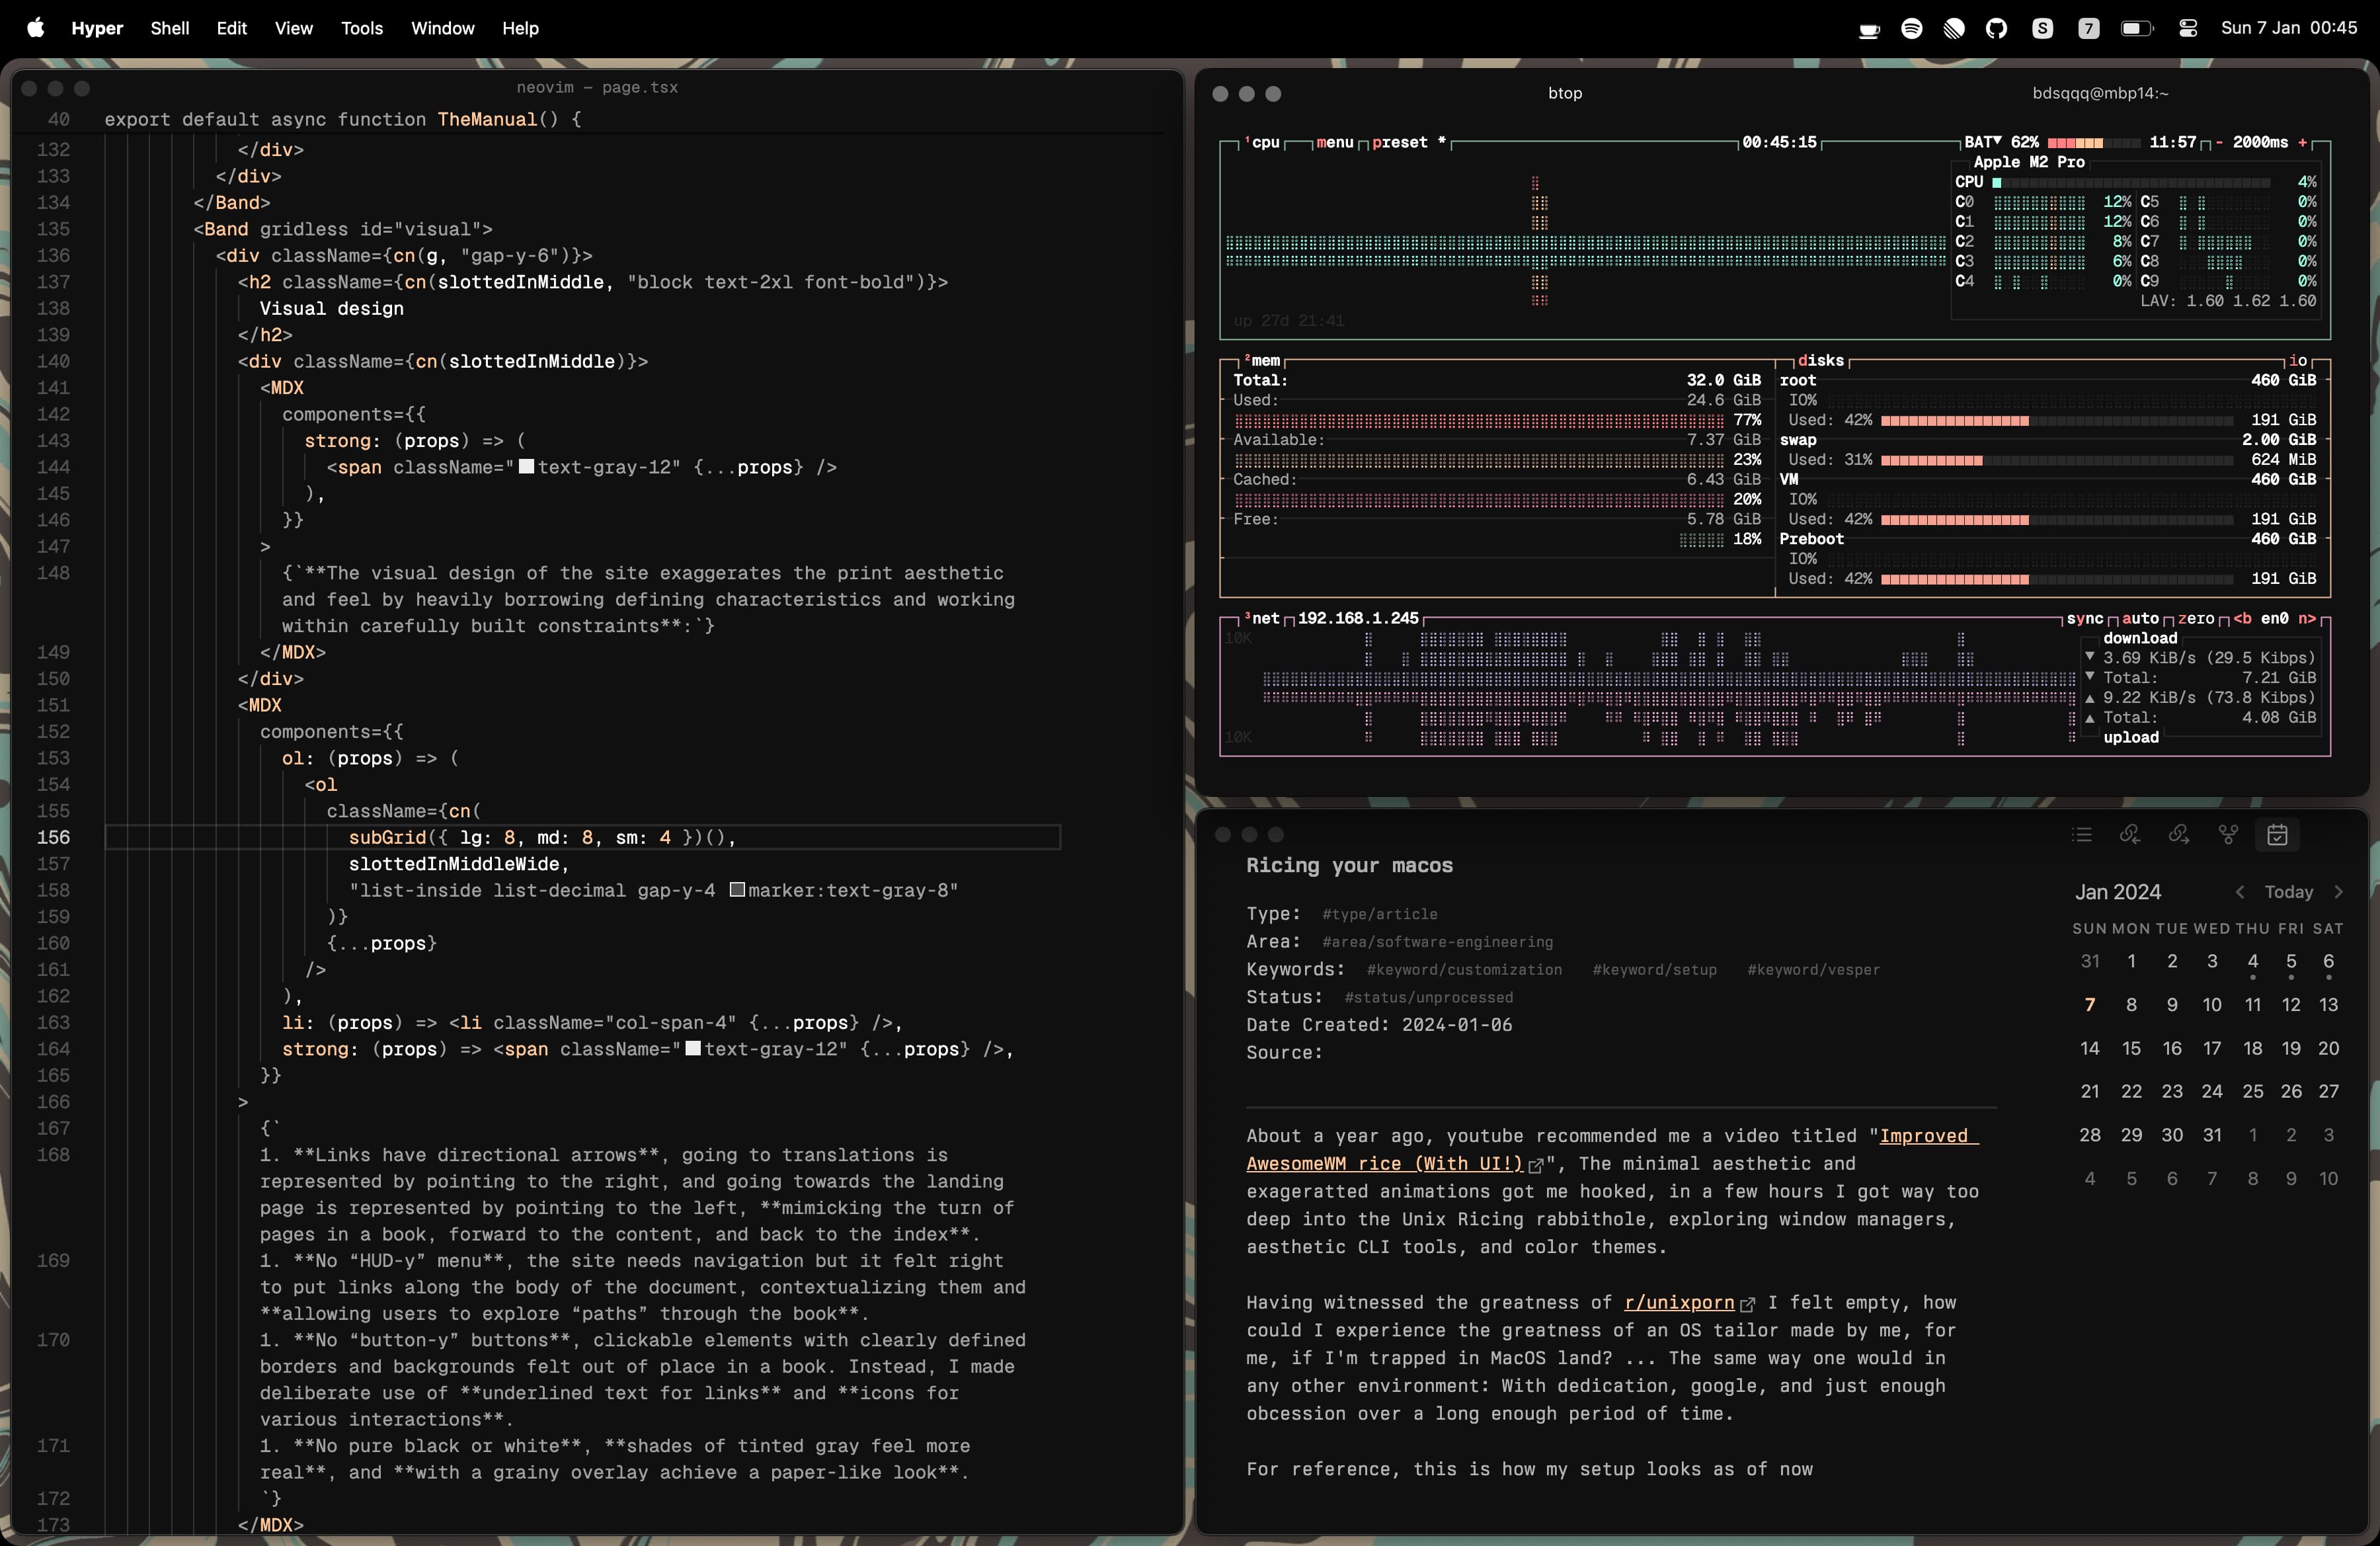 Hyper Shell Edit View Tools Window Help
S 7 Sun 7 Jan 00:45
neovim — page.tsx
40 export default async function TheManual() {
132 </div>
133 </div>
134 </Band>
135 <Band gridless id="visual">
136 <div className={cn(g, "gap-y-6")}>
137 <h2 className={cn(slottedInMiddle, "block text-2xl font-bold")}>
138 Visual design
139 </h2>
140 <div className={cn(slottedInMiddle)}>
141 <MDX
142 components={{
143 strong: (props) => (
144 <span className="text-gray-12" {...props} />
145 ),
146 }}
147 >
148 {`**The visual design of the site exaggerates the print aesthetic
and feel by heavily borrowing defining characteristics and working
within carefully built constraints**:`}
149 </MDX>
150 </div>
151 <MDX
152 components={{
153 ol: (props) => (
154 <ol
155 className={cn(
156 subGrid({ lg: 8, md: 8, sm: 4 })(),
157 slottedInMiddleWide,
158 "list-inside list-decimal gap-y-4 marker:text-gray-8"
159 )}
160 {...props}
161 />
162 ),
163 li: (props) => <li className="col-span-4" {...props} />,
164 strong: (props) => <span className="text-gray-12" {...props} />,
165 }}
166 >
167 {`
168 1. **Links have directional arrows**, going to translations is
represented by pointing to the right, and going towards the landing
page is represented by pointing to the left, **mimicking the turn of
pages in a book, forward to the content, and back to the index**.
169 1. **No “HUD-y” menu**, the site needs navigation but it felt right
to put links along the body of the document, contextualizing them and
**allowing users to explore “paths” through the book**.
170 1. **No “button-y” buttons**, clickable elements with clearly defined
borders and backgrounds felt out of place in a book. Instead, I made
deliberate use of **underlined text for links** and **icons for
various interactions**.
171 1. **No pure black or white**, **shades of tinted gray feel more
real**, and **with a grainy overlay achieve a paper-like look**.
172 `}
173 </MDX>
btop bdsqqq@mbp14:~
¹cpu menu preset * 00:45:15 BAT▼ 62% 11:57 - 2000ms +
Apple M2 Pro
CPU 4%
C0 12% C5 0%
C1 12% C6 0%
C2 8% C7 0%
C3 6% C8 0%
C4 0% C9 0%
LAV: 1.60 1.62 1.60
up 27d 21:41
²mem disks io
Total: 32.0 GiB root 460 GiB
Used: 24.6 GiB IO%
77% Used: 42% 191 GiB
Available: 7.37 GiB swap 2.00 GiB
23% Used: 31% 624 MiB
Cached: 6.43 GiB VM 460 GiB
20% IO%
Free: 5.78 GiB Used: 42% 191 GiB
18% Preboot 460 GiB
IO%
Used: 42% 191 GiB
³net 192.168.1.245 sync auto zero <b en0 n>
10K download
▼ 3.69 KiB/s (29.5 Kibps)
▼ Total: 7.21 GiB
▲ 9.22 KiB/s (73.8 Kibps)
▲ Total: 4.08 GiB
10K upload
Ricing your macos
Type: #type/article
Area: #area/software-engineering
Keywords: #keyword/customization #keyword/setup #keyword/vesper
Status: #status/unprocessed
Date Created: 2024-01-06
Source:
About a year ago, youtube recommended me a video titled "Improved
AwesomeWM rice (With UI!)", The minimal aesthetic and
exageratted animations got me hooked, in a few hours I got way too
deep into the Unix Ricing rabbithole, exploring window managers,
aesthetic CLI tools, and color themes.
Having witnessed the greatness of r/unixporn I felt empty, how
could I experience the greatness of an OS tailor made by me, for
me, if I'm trapped in MacOS land? ... The same way one would in
any other environment: With dedication, google, and just enough
obcession over a long enough period of time.
For reference, this is how my setup looks as of now
Jan 2024 < Today >
SUN MON TUE WED THU FRI SAT
31 1 2 3 4 5 6
7 8 9 10 11 12 13
14 15 16 17 18 19 20
21 22 23 24 25 26 27
28 29 30 31 1 2 3
4 5 6 7 8 9 10